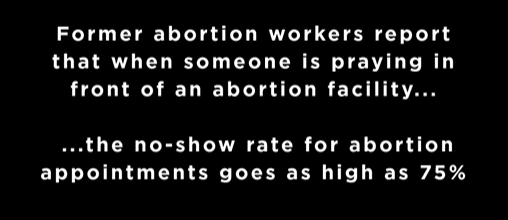 Former abortion workers report
that when someone is praying in
front of an abortion facility...
...the no-show rate for abortion
appointments goes as high as 75%